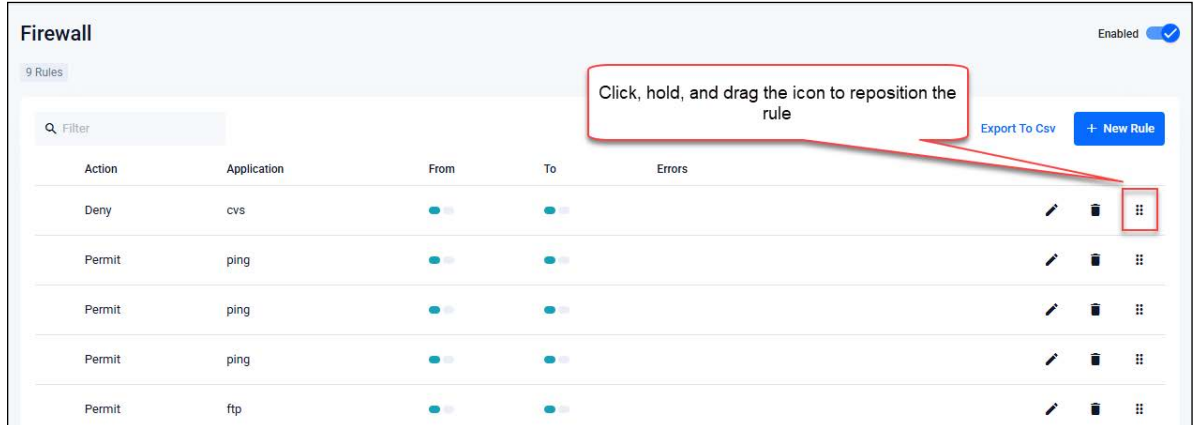 Firewall
Enabled
9 Rules
Click, hold, and drag the icon to reposition the
rule
Filter
Export To Csv
+ New Rule
Action Application From To Errors
Deny cvs
Permit ping
Permit ping
Permit ping
Permit ftp